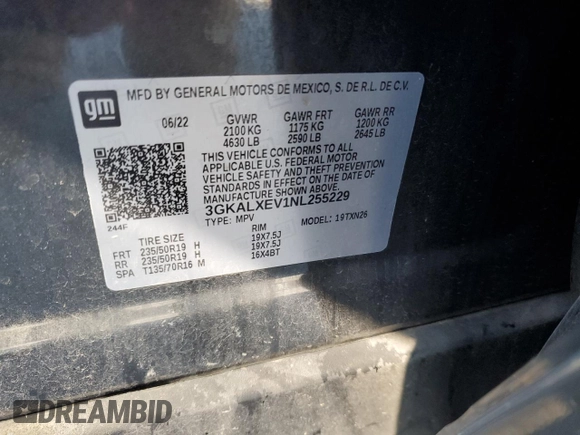 gm
MFD BY GENERAL MOTORS DE MEXICO, S. DE R.L. DE C.V.
06/22 GVWR GAWR FRT GAWR RR
2100 KG 1175 KG 1200 KG
4630 LB 2590 LB 2645 LB
THIS VEHICLE CONFORMS TO ALL
APPLICABLE U.S. FEDERAL MOTOR
VEHICLE SAFETY AND THEFT PREVENTION
STANDARDS IN EFFECT ON THE DATE OF
MANUFACTURE SHOWN ABOVE.
3GKALXEV1NL255229
TYPE: MPV MODEL: 19TXN26
244F
TIRE SIZE RIM
FRT 235/50R19 H 19X7.5J
RR 235/50R19 H 19X7.5J
SPA T135/70R16 M 16X4BT
DREAMBID